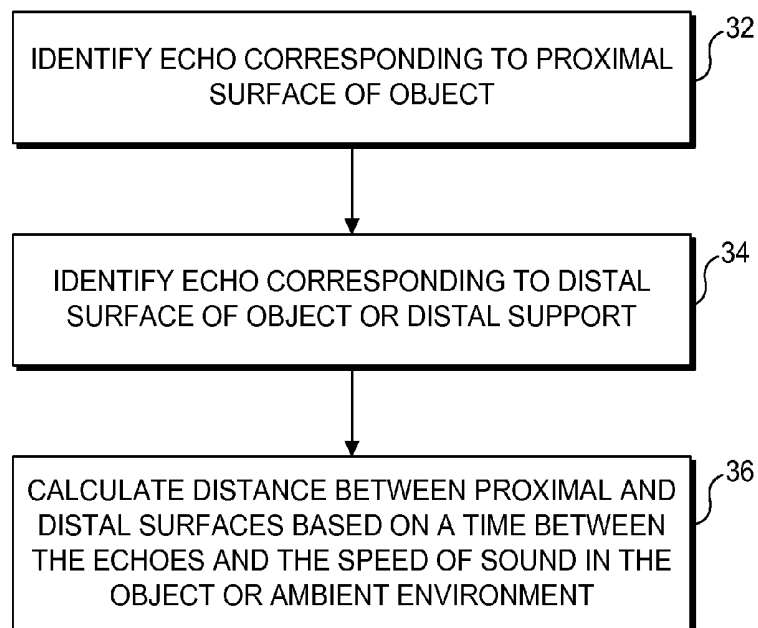 IDENTIFY ECHO CORRESPONDING TO PROXIMAL
SURFACE OF OBJECT
32
IDENTIFY ECHO CORRESPONDING TO DISTAL
SURFACE OF OBJECT OR DISTAL SUPPORT
34
CALCULATE DISTANCE BETWEEN PROXIMAL AND
DISTAL SURFACES BASED ON A TIME BETWEEN
THE ECHOES AND THE SPEED OF SOUND IN THE
OBJECT OR AMBIENT ENVIRONMENT
36